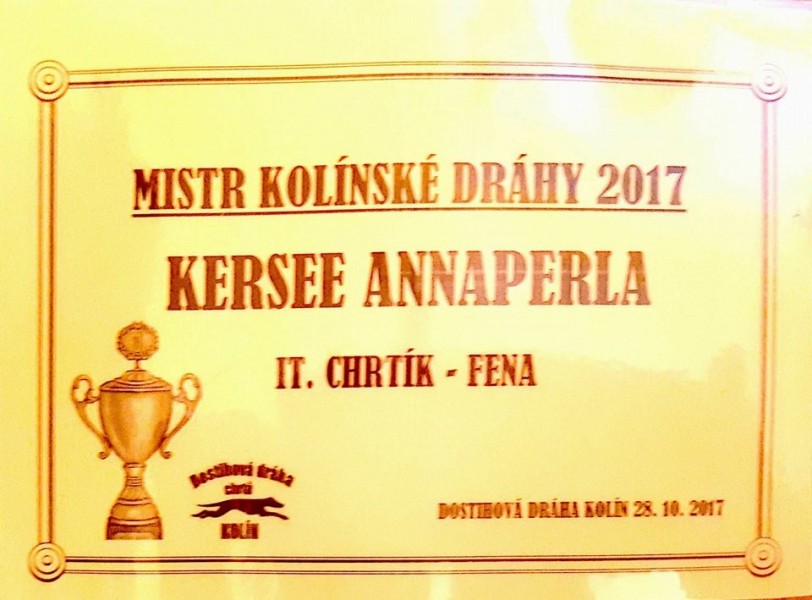 MISTR KOLÍNSKÉ DRÁHY 2017
KERSEE ANNAPERLA
IT. CHRTÍK - FENA
Dostihová dráha
chrtů
KOLÍN
DOSTIHOVÁ DRÁHA KOLÍN 28. 10. 2017